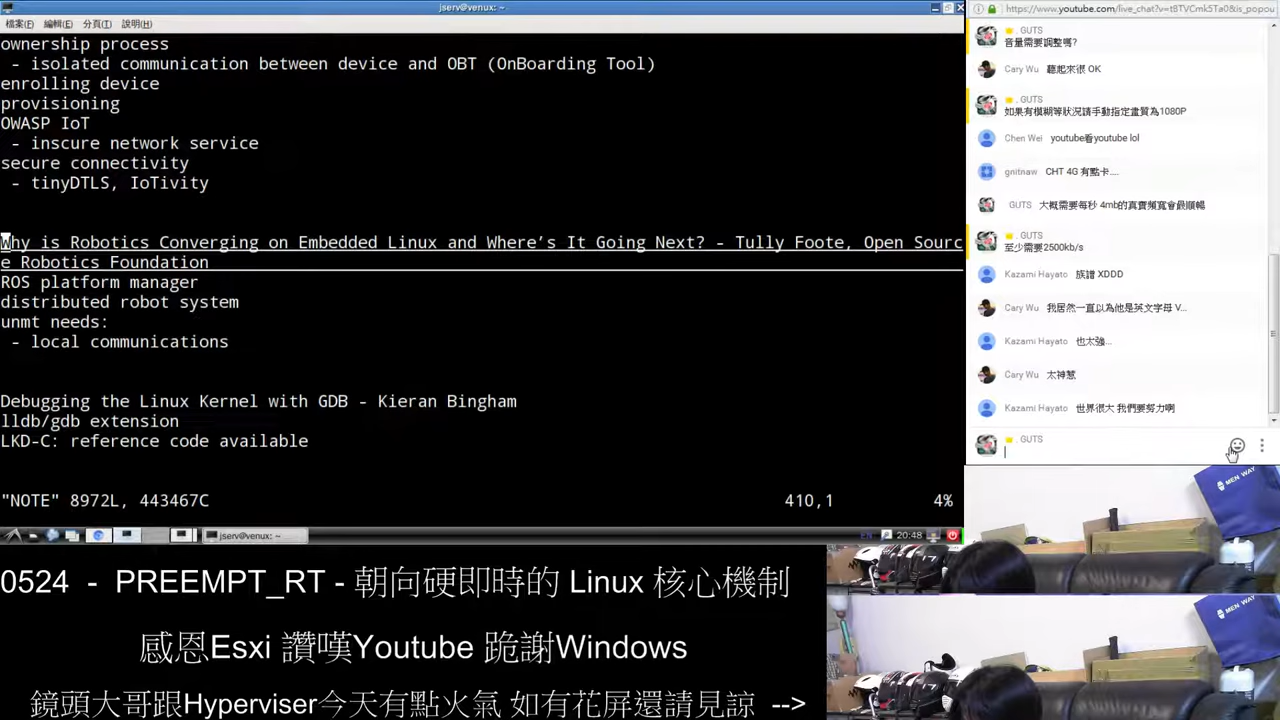 jserv@venux: ~
檔案(F) 編輯(E) 分頁(T) 說明(H)
ownership process
- isolated communication between device and OBT (OnBoarding Tool)
enrolling device
provisioning
OWASP IoT
- inscure network service
secure connectivity
- tinyDTLS, IoTivity
Why is Robotics Converging on Embedded Linux and Where's It Going Next? - Tully Foote, Open Sourc
e Robotics Foundation
ROS platform manager
distributed robot system
unmt needs:
- local communications
Debugging the Linux Kernel with GDB - Kieran Bingham
lldb/gdb extension
LKD-C: reference code available
"NOTE" 8972L, 443467C 410,1 4%
jserv@venux: ~
EN 20:48
https://www.youtube.com/live_chat?v=t8TVCmk5Ta0&is_popou
. GUTS
音量需要調整嗎?
Cary Wu 聽起來很 OK
. GUTS
如果有模糊等狀況請手動指定畫質為1080P
Chen Wei youtube看youtube lol
gnitnaw CHT 4G 有點卡....
GUTS 大概需要每秒 4mb的真實頻寬會最順暢
. GUTS
至少需要2500kb/s
Kazami Hayato 族譜 XDDD
Cary Wu 我居然一直以為他是英文字母 V...
Kazami Hayato 也太強...
Cary Wu 太神惹
Kazami Hayato 世界很大 我們要努力啊
. GUTS
MEN WAY
MEN WAY
MEN WAY
0524 - PREEMPT_RT - 朝向硬即時的 Linux 核心機制
感恩Esxi 讚嘆Youtube 跪謝Windows
鏡頭大哥跟Hyperviser今天有點火氣 如有花屏還請見諒 -->